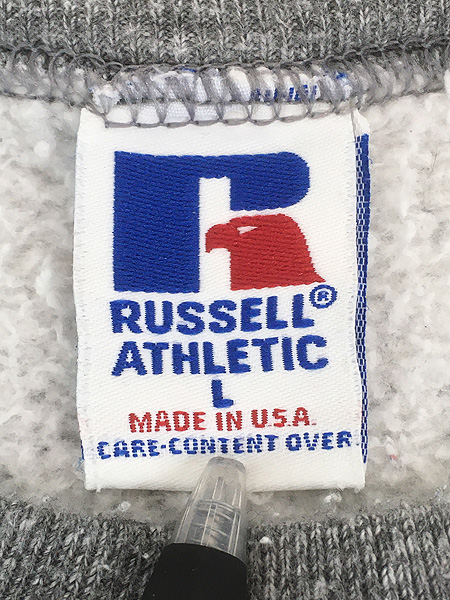 RUSSELL®
ATHLETIC
L
MADE IN U.S.A.
CARE-CONTENT OVER